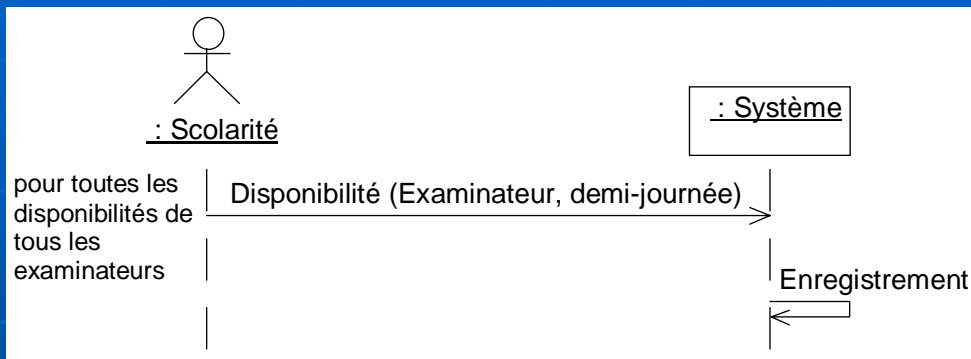 : Scolarité
: Système
pour toutes les
disponibilités de
tous les
examinateurs
Disponibilité (Examinateur, demi-journée)
Enregistrement